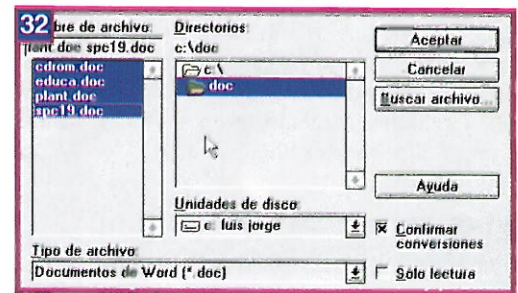 32
bre de archivo:
plant.doc spc19.doc
cdrom.doc
educa.doc
plant.doc
spc19.doc
Directorios:
c:\doc
c:\
doc
Unidades de disco:
c: luis jorge
Tipo de archivo:
Documentos de Word (*.doc)
Aceptar
Cancelar
Buscar archivo...
Ayuda
Confirmar
conversiones
Sólo lectura